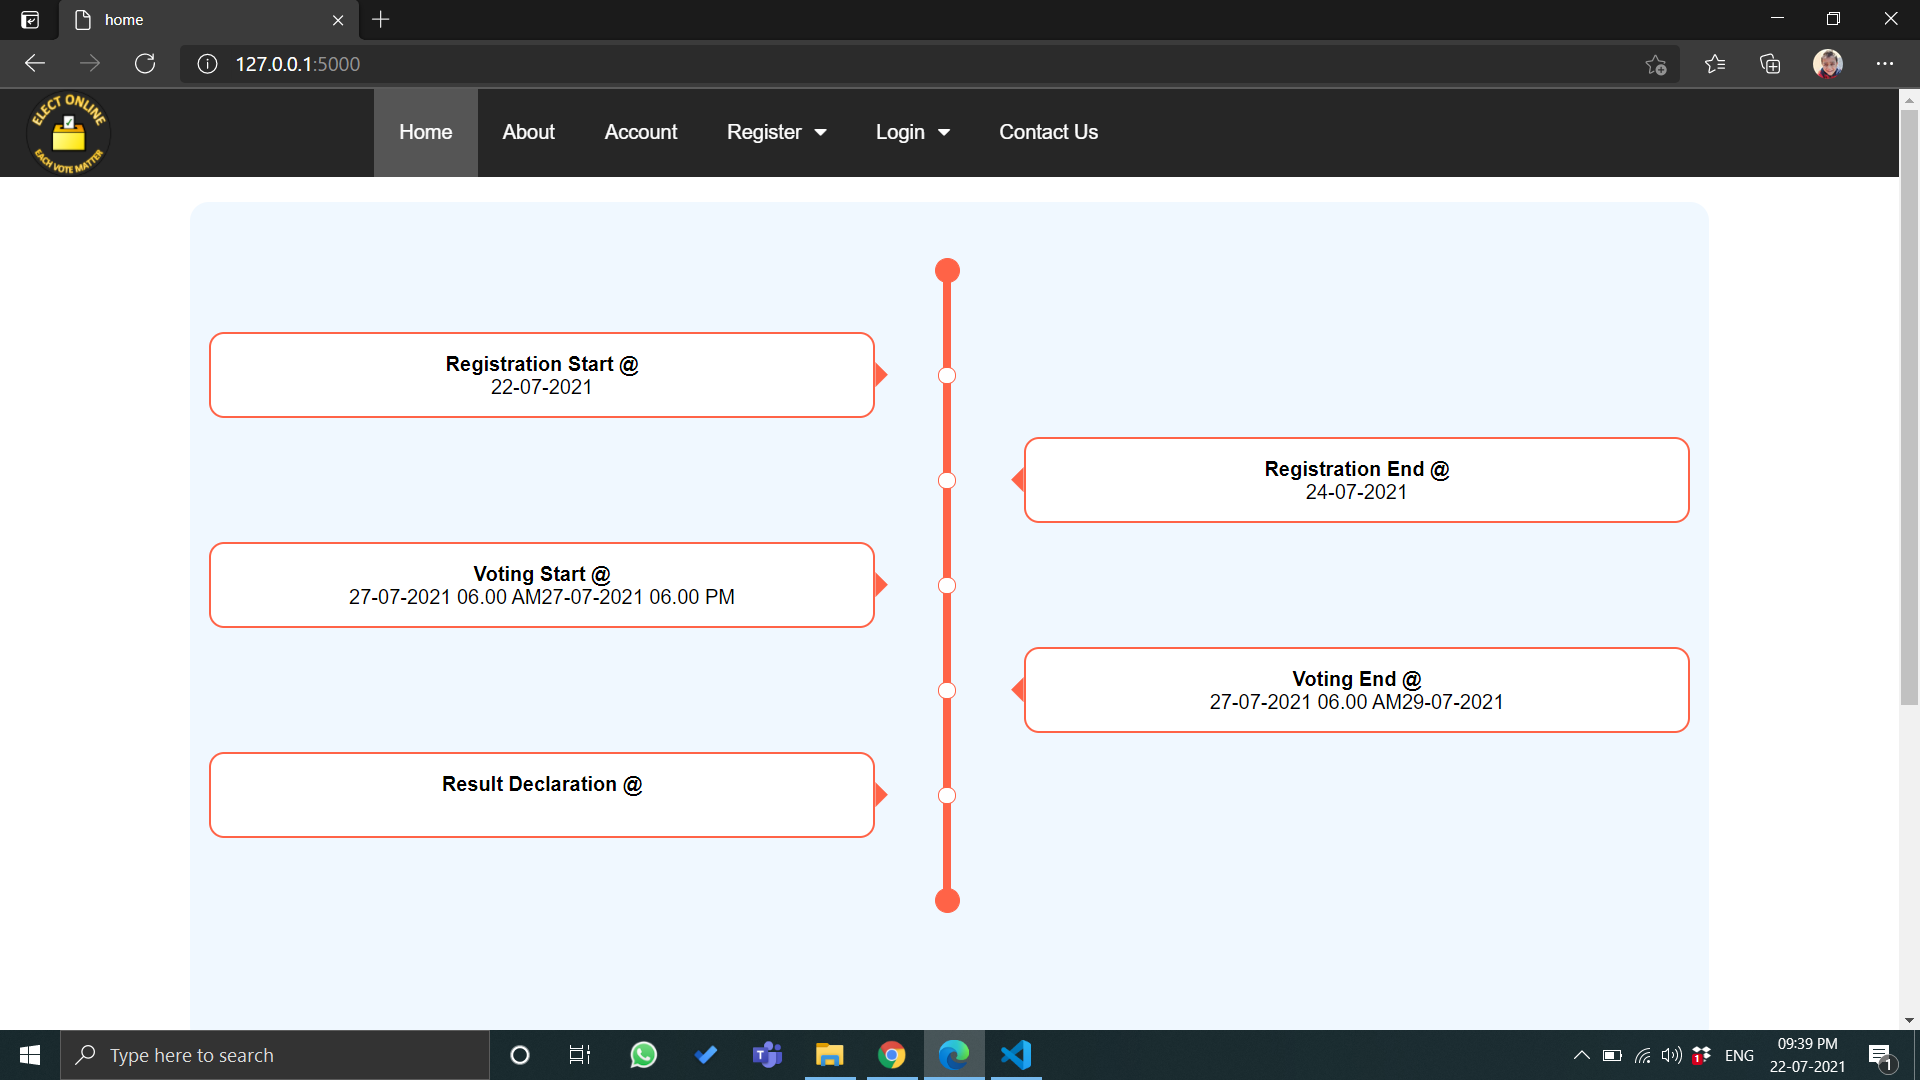 home
127.0.0.1:5000
ELECT ONLINE
EACH VOTE MATTER
Home
About
Account
Register
Login
Contact Us
Registration Start @
22-07-2021
Registration End @
24-07-2021
Voting Start @
27-07-2021 06.00 AM27-07-2021 06.00 PM
Voting End @
27-07-2021 06.00 AM29-07-2021
Result Declaration @
Type here to search
T
1
ENG
09:39 PM
22-07-2021
1